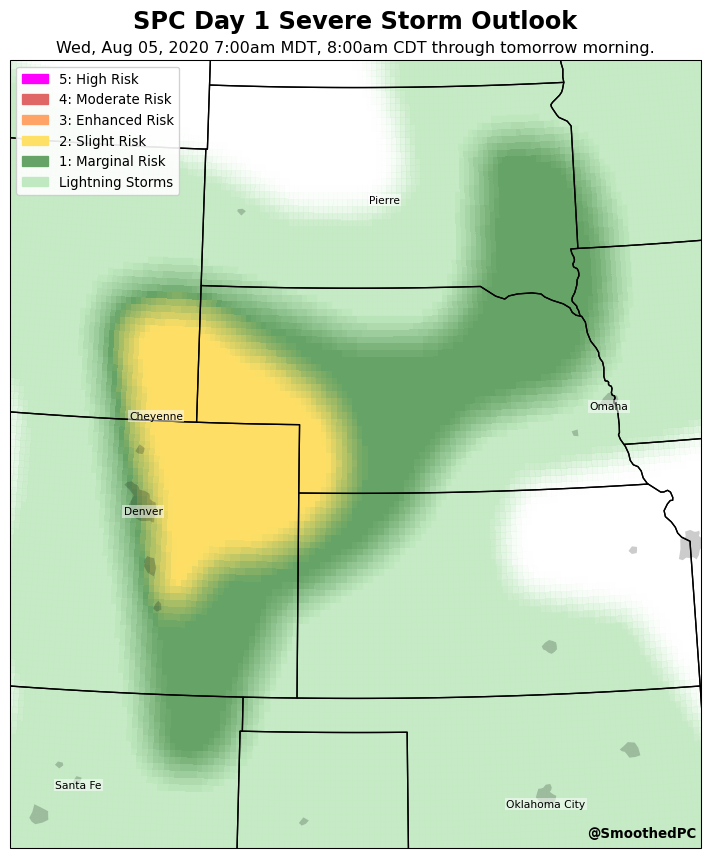 SPC Day 1 Severe Storm Outlook
Wed, Aug 05, 2020 7:00am MDT, 8:00am CDT through tomorrow morning.
5: High Risk
4: Moderate Risk
3: Enhanced Risk
2: Slight Risk
1: Marginal Risk
Lightning Storms
Pierre
Omaha
Cheyenne
Denver
Santa Fe
Oklahoma City
@SmoothedPC